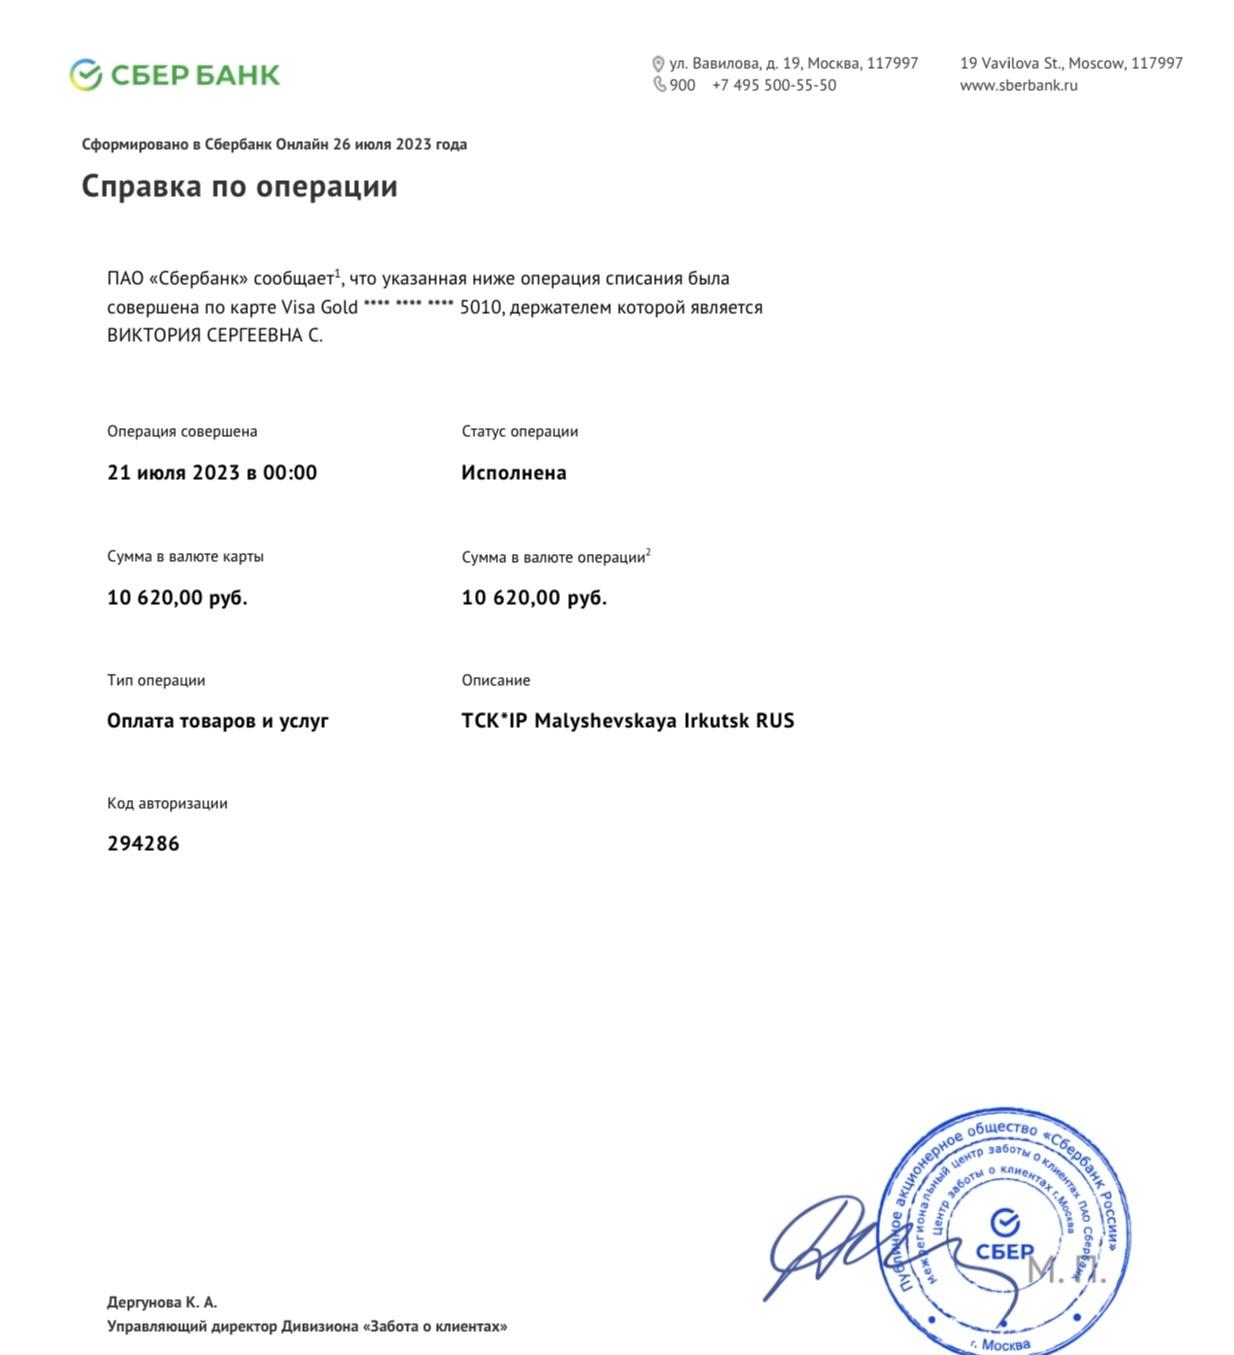 СБЕР БАНК
ул. Вавилова, д. 19, Москва, 117997
900 +7 495 500-55-50
19 Vavilova St., Moscow, 117997
www.sberbank.ru
Сформировано в Сбербанк Онлайн 26 июля 2023 года
Справка по операции
ПАО «Сбербанк» сообщает¹, что указанная ниже операция списания была
совершена по карте Visa Gold **** **** **** 5010, держателем которой является
ВИКТОРИЯ СЕРГЕЕВНА С.
Операция совершена
21 июля 2023 в 00:00
Статус операции
Исполнена
Сумма в валюте карты
10 620,00 руб.
Сумма в валюте операции²
10 620,00 руб.
Тип операции
Оплата товаров и услуг
Описание
TCK*IP Malyshevskaya Irkutsk RUS
Код авторизации
294286
Публичное акционерное общество «Сбербанк России»
Межрегиональный центр заботы о клиентах ПАО Сбербанк
Центр заботы о клиентах г.Москва
СБЕР
М. П.
г. Москва
Дергунова К. А.
Управляющий директор Дивизиона «Забота о клиентах»